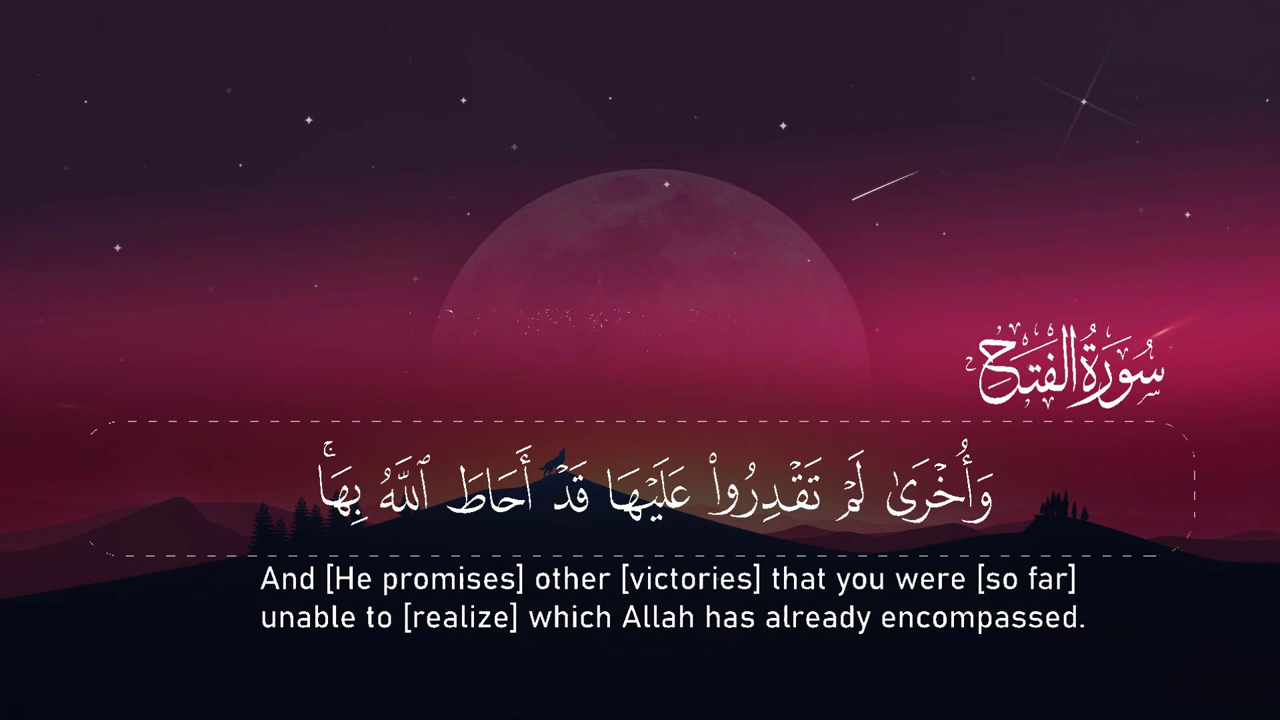 سُورَةُ الفَتۡحِ
وَأُخۡرَىٰ لَمۡ تَقۡدِرُواْ عَلَيۡهَا قَدۡ أَحَاطَ ٱللَّهُ بِهَاۚ
And [He promises] other [victories] that you were [so far]
unable to [realize] which Allah has already encompassed.